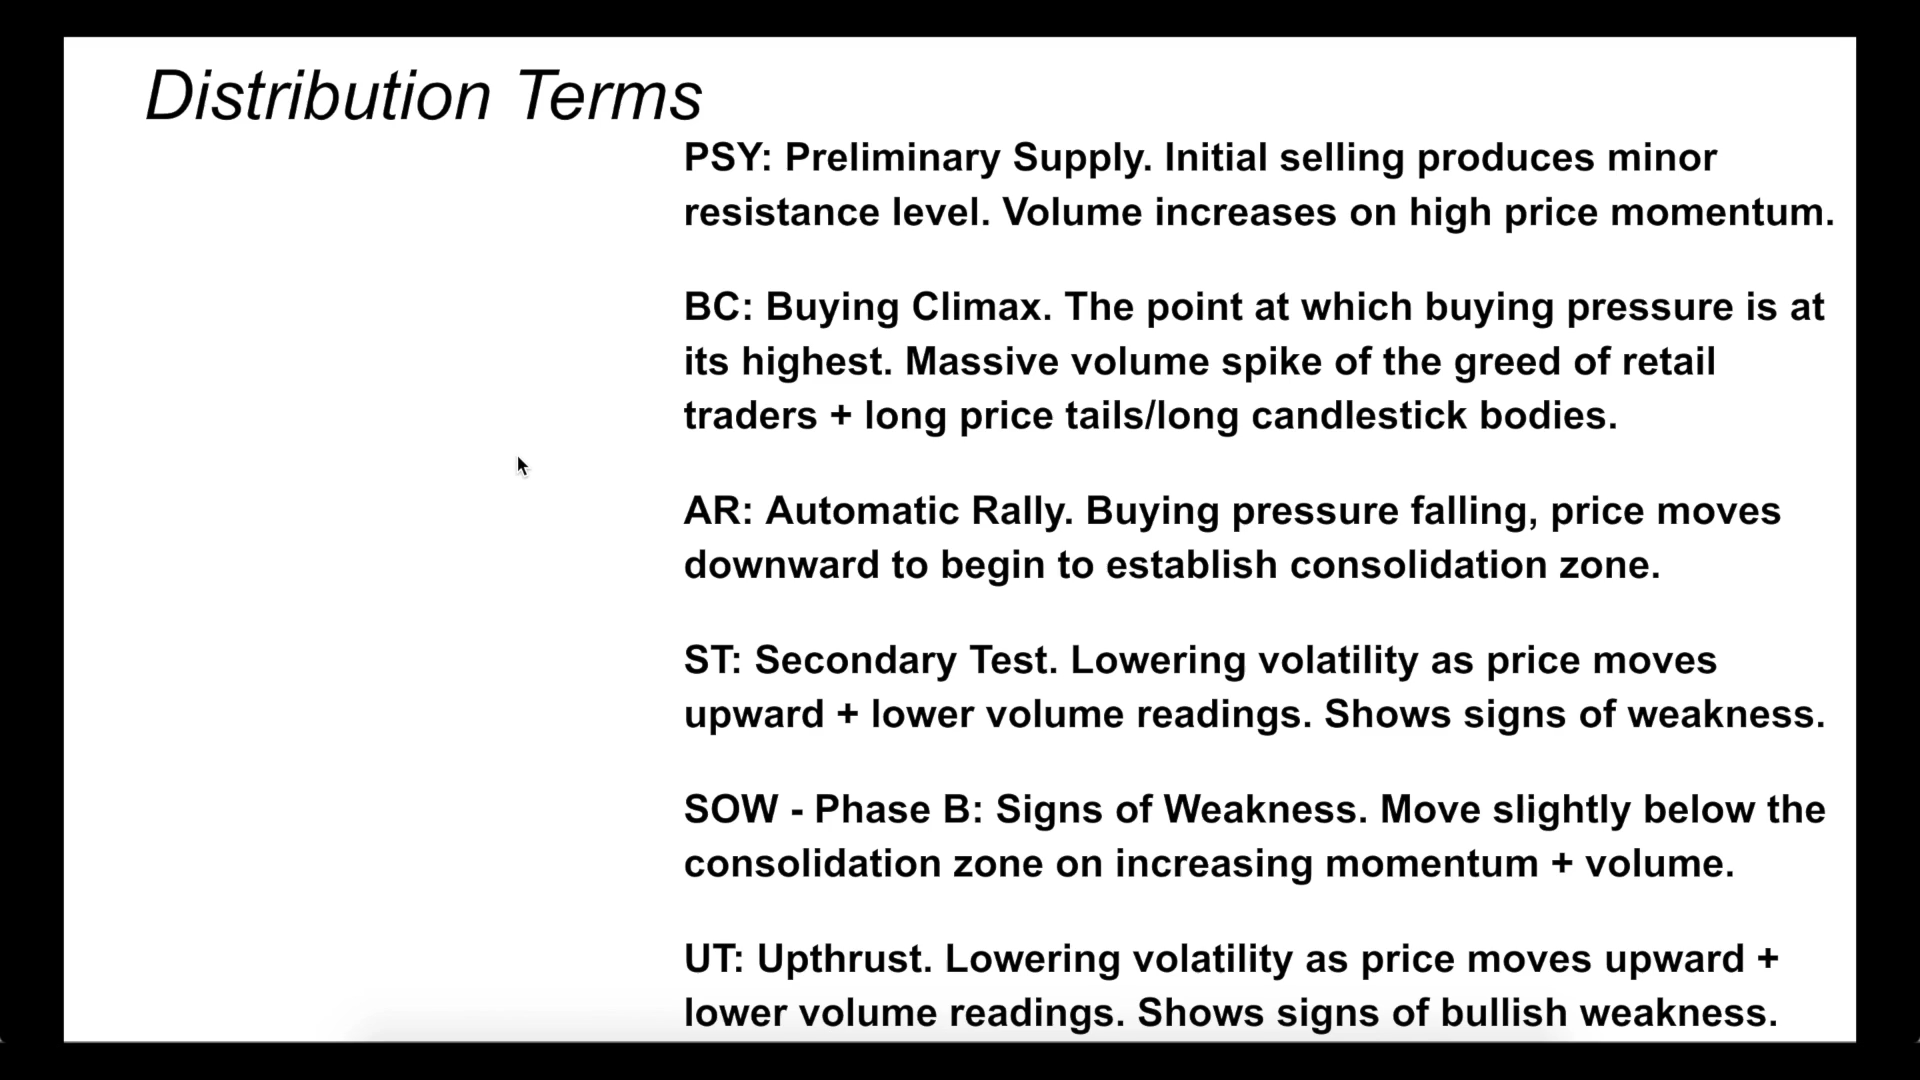 Distribution Terms
PSY: Preliminary Supply. Initial selling produces minor
resistance level. Volume increases on high price momentum.
BC: Buying Climax. The point at which buying pressure is at
its highest. Massive volume spike of the greed of retail
traders + long price tails/long candlestick bodies.
AR: Automatic Rally. Buying pressure falling, price moves
downward to begin to establish consolidation zone.
ST: Secondary Test. Lowering volatility as price moves
upward + lower volume readings. Shows signs of weakness.
SOW - Phase B: Signs of Weakness. Move slightly below the
consolidation zone on increasing momentum + volume.
UT: Upthrust. Lowering volatility as price moves upward +
lower volume readings. Shows signs of bullish weakness.